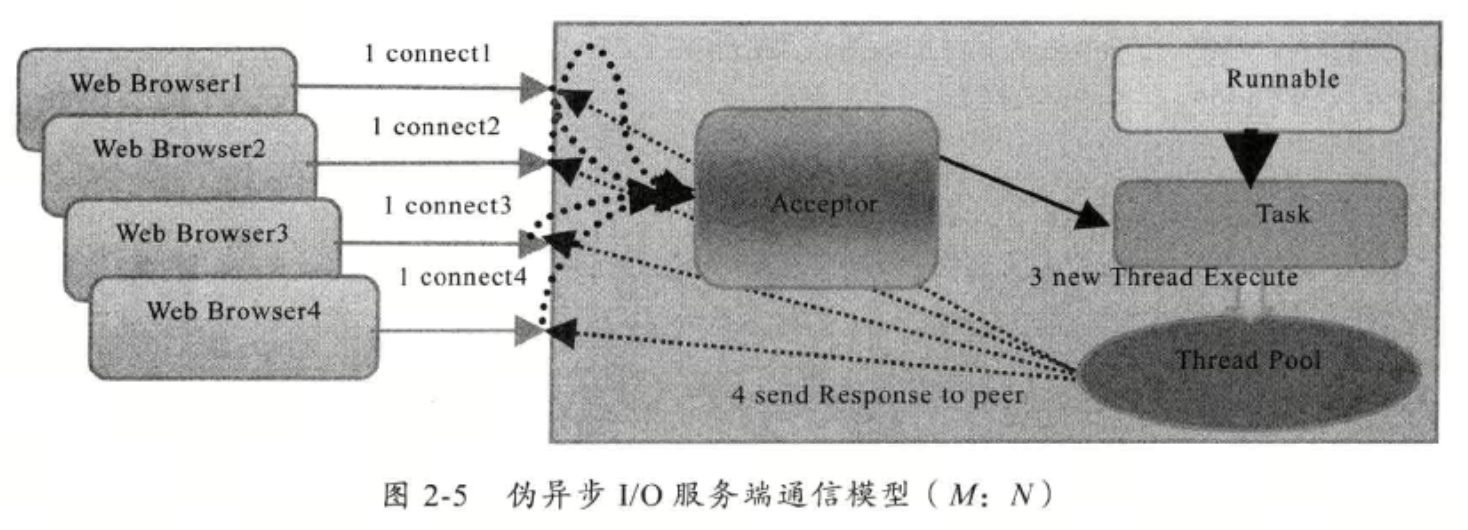 Web Browser1
1 connect1
Web Browser2
1 connect2
Web Browser3
1 connect3
Web Browser4
1 connect4
Acceptor
Runnable
Task
3 new Thread Execute
Thread Pool
4 send Response to peer
图 2-5 伪异步 I/O 服务端通信模型（M：N）